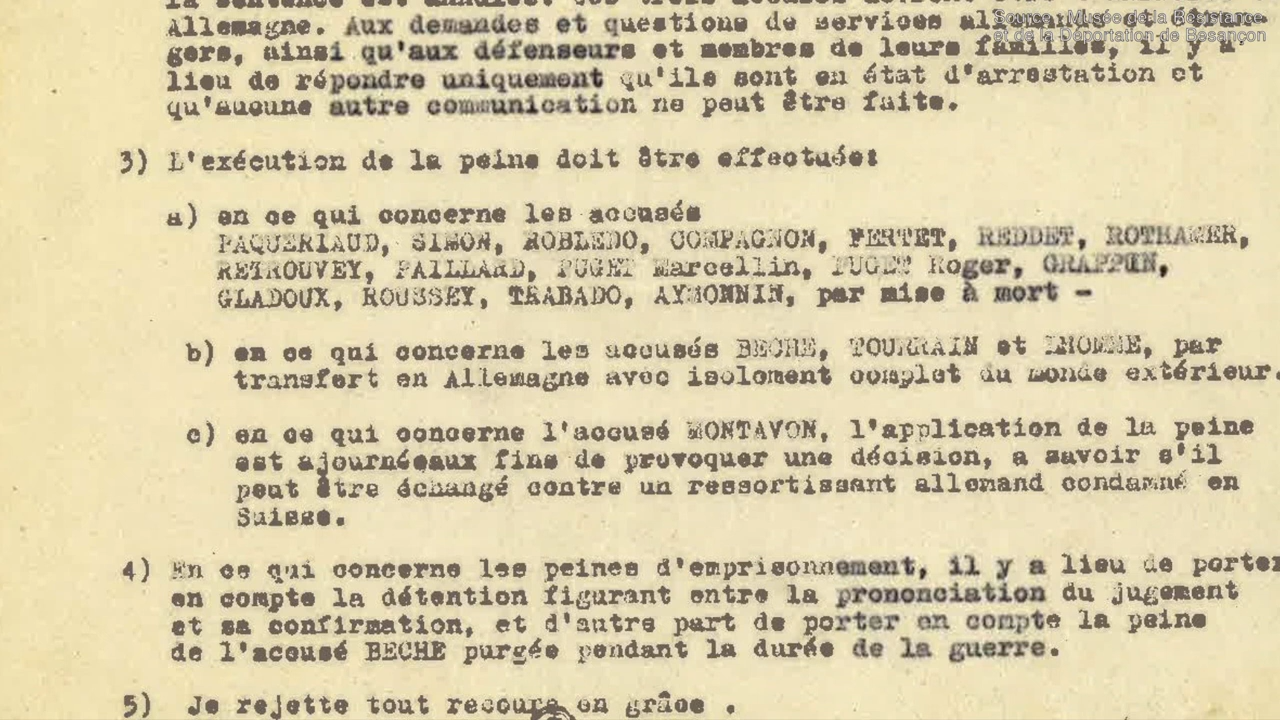 Source : Musée de la Résistance
et de la Déportation de Besançon
la sentence est
Allemagne. Aux demandes et questions de services
gers, ainsi qu'aux défenseurs et membres de leurs familles, il y a
lieu de répondre uniquement qu'ils sont en état d'arrestation et
qu'aucune autre communication ne peut être faite.
3) L'exécution de la peine doit être effectuée:
a) en ce qui concerne les accusés
PAQUERIAUD, SIMON, ROBLEDO, COMPAGNON, FERTET, REDDET, ROTHAMER,
RETROUVEY, PAILLARD, PUGET Marcellin, PUGET Roger, GRAPPIN,
GLADOUX, ROUSSEY, TRABADO, AYMONNIN, par mise à mort -
b) en ce qui concerne les accusés BECHE, TOURRAIN et LHOMME, par
transfert en Allemagne avec isolement complet du monde extérieur.
c) en ce qui concerne l'accusé MONTAVON, l'application de la peine
est ajournéeaux fins de provoquer une décision, a savoir s'il
peut être échangé contre un ressortissant allemand condamné en
Suisse.
4) En ce qui concerne les peines d'emprisonnement, il y a lieu de porter
en compte la détention figurant entre la prononciation du jugement
et sa confirmation, et d'autre part de porter en compte la peine
de l'accusé BECHE purgée pendant la durée de la guerre.
5) Je rejette tout recours en grâce .